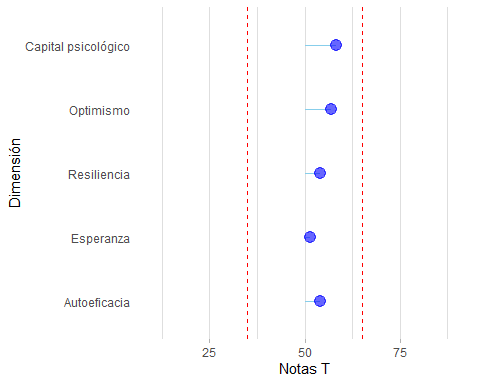 Capital psicológico
Optimismo
Resiliencia
Esperanza
Autoeficacia
Dimensión
25 50 75
Notas T